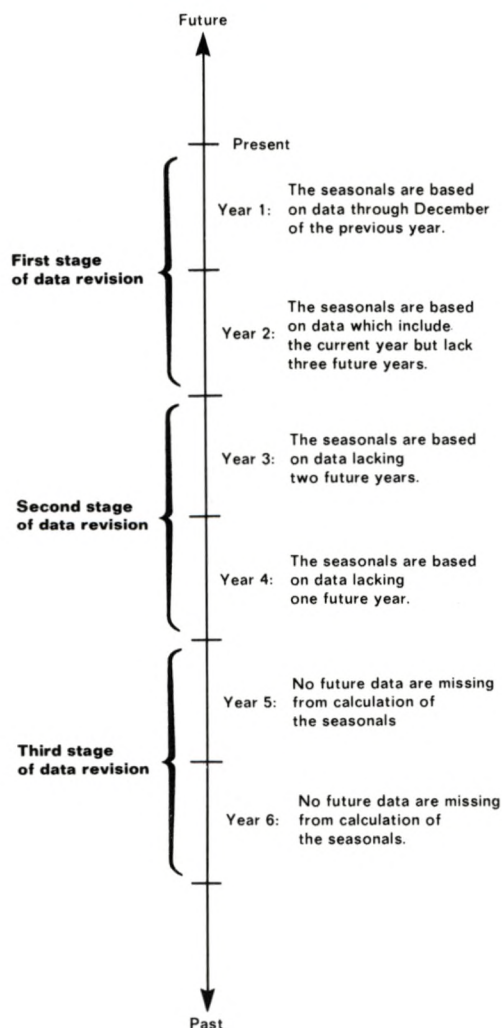 Future
Present
First stage
of data revision
Year 1:
The seasonals are based
on data through December
of the previous year.
Year 2:
The seasonals are based
on data which include
the current year but lack
three future years.
Second stage
of data revision
Year 3:
The seasonals are based
on data lacking
two future years.
Year 4:
The seasonals are based
on data lacking
one future year.
Third stage
of data revision
Year 5:
No future data are missing
from calculation of
the seasonals
Year 6:
No future data are missing
from calculation of
the seasonals.
Past